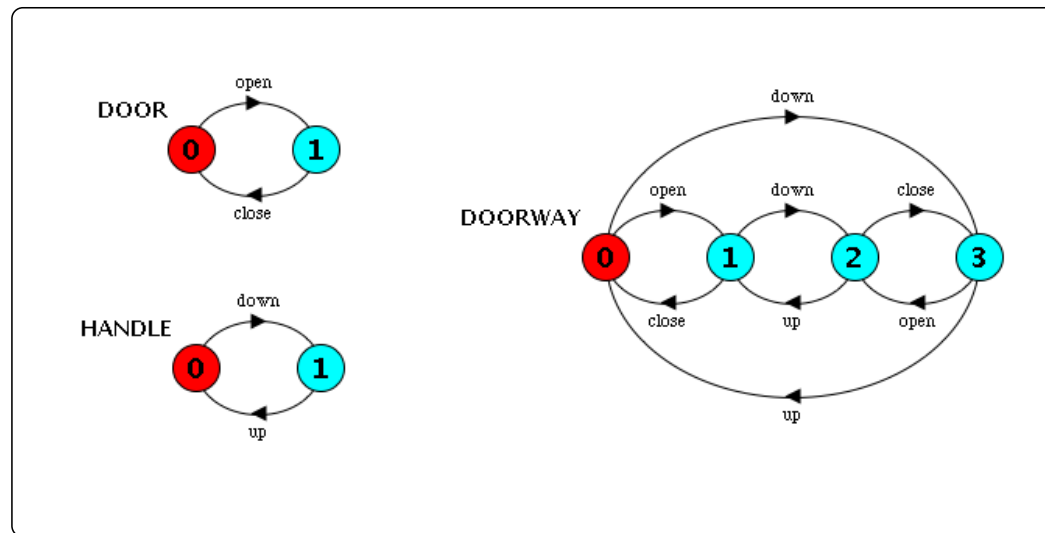 open
DOOR
0 1
close
down
HANDLE
0 1
up
down
open down close
DOORWAY
0 1 2 3
close up open
up